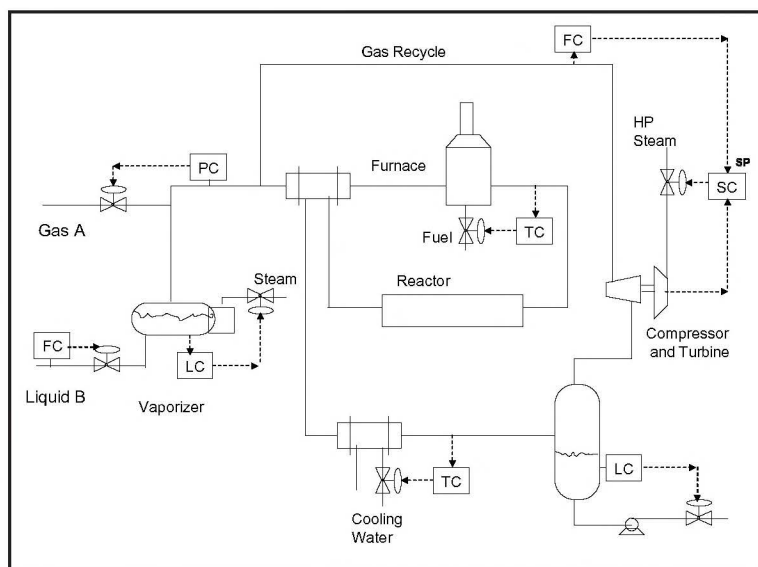 FC
Gas Recycle
HP
Steam
PC
Furnace
SP
SC
Gas A
Fuel
TC
Steam
Reactor
FC
LC
Compressor
and Turbine
Liquid B
Vaporizer
LC
TC
Cooling
Water